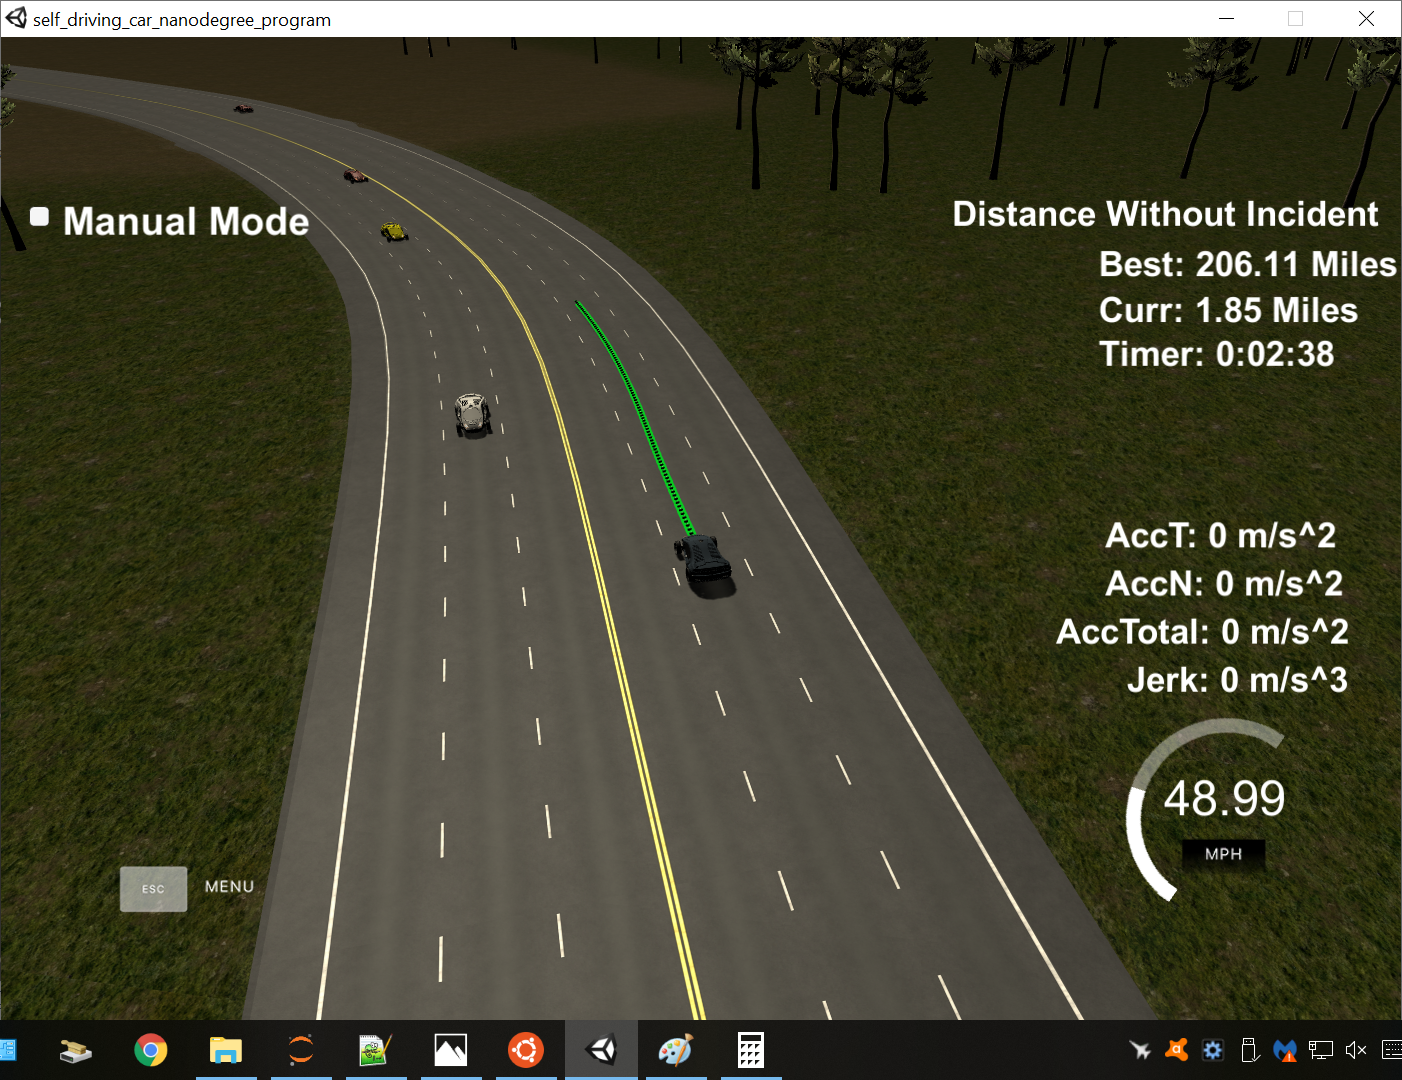 self_driving_car_nanodegree_program
Manual Mode
Distance Without Incident
Best: 206.11 Miles
Curr: 1.85 Miles
Timer: 0:02:38
AccT: 0 m/s^2
AccN: 0 m/s^2
AccTotal: 0 m/s^2
Jerk: 0 m/s^3
48.99
MPH
ESC MENU